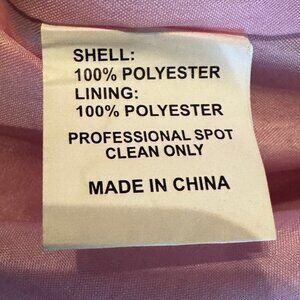 SHELL:
100% POLYESTER
LINING:
100% POLYESTER
PROFESSIONAL SPOT
CLEAN ONLY
MADE IN CHINA